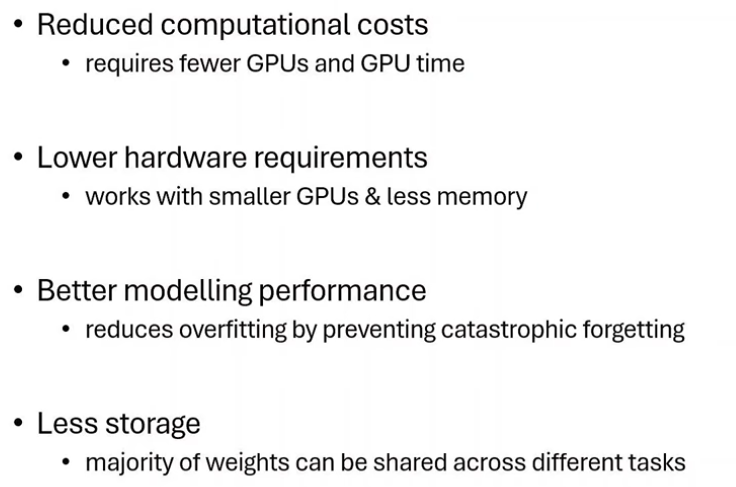 • Reduced computational costs
• requires fewer GPUs and GPU time
• Lower hardware requirements
• works with smaller GPUs & less memory
• Better modelling performance
• reduces overfitting by preventing catastrophic forgetting
• Less storage
• majority of weights can be shared across different tasks